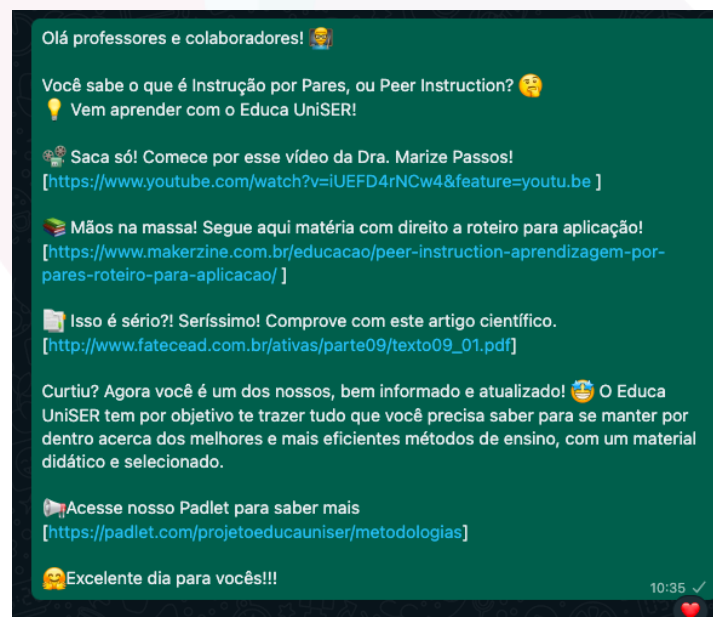 Olá professores e colaboradores! 👨‍🏫
Você sabe o que é Instrução por Pares, ou Peer Instruction? 🤔
💡 Vem aprender com o Educa UniSER!
📽️ Saca só! Comece por esse vídeo da Dra. Marize Passos!
[https://www.youtube.com/watch?v=iUEFD4rNCw4&feature=youtu.be ]
📚 Mãos na massa! Segue aqui matéria com direito a roteiro para aplicação!
[https://www.makerzine.com.br/educacao/peer-instruction-aprendizagem-por-
pares-roteiro-para-aplicacao/ ]
📑 Isso é sério?! Seríssimo! Comprove com este artigo científico.
[http://www.fatecead.com.br/ativas/parte09/texto09_01.pdf]
Curtiu? Agora você é um dos nossos, bem informado e atualizado! 🤩 O Educa
UniSER tem por objetivo te trazer tudo que você precisa saber para se manter por
dentro acerca dos melhores e mais eficientes métodos de ensino, com um material
didático e selecionado.
📢Acesse nosso Padlet para saber mais
[https://padlet.com/projetoeducauniser/metodologias]
🤗Excelente dia para vocês!!!
10:35 ✓